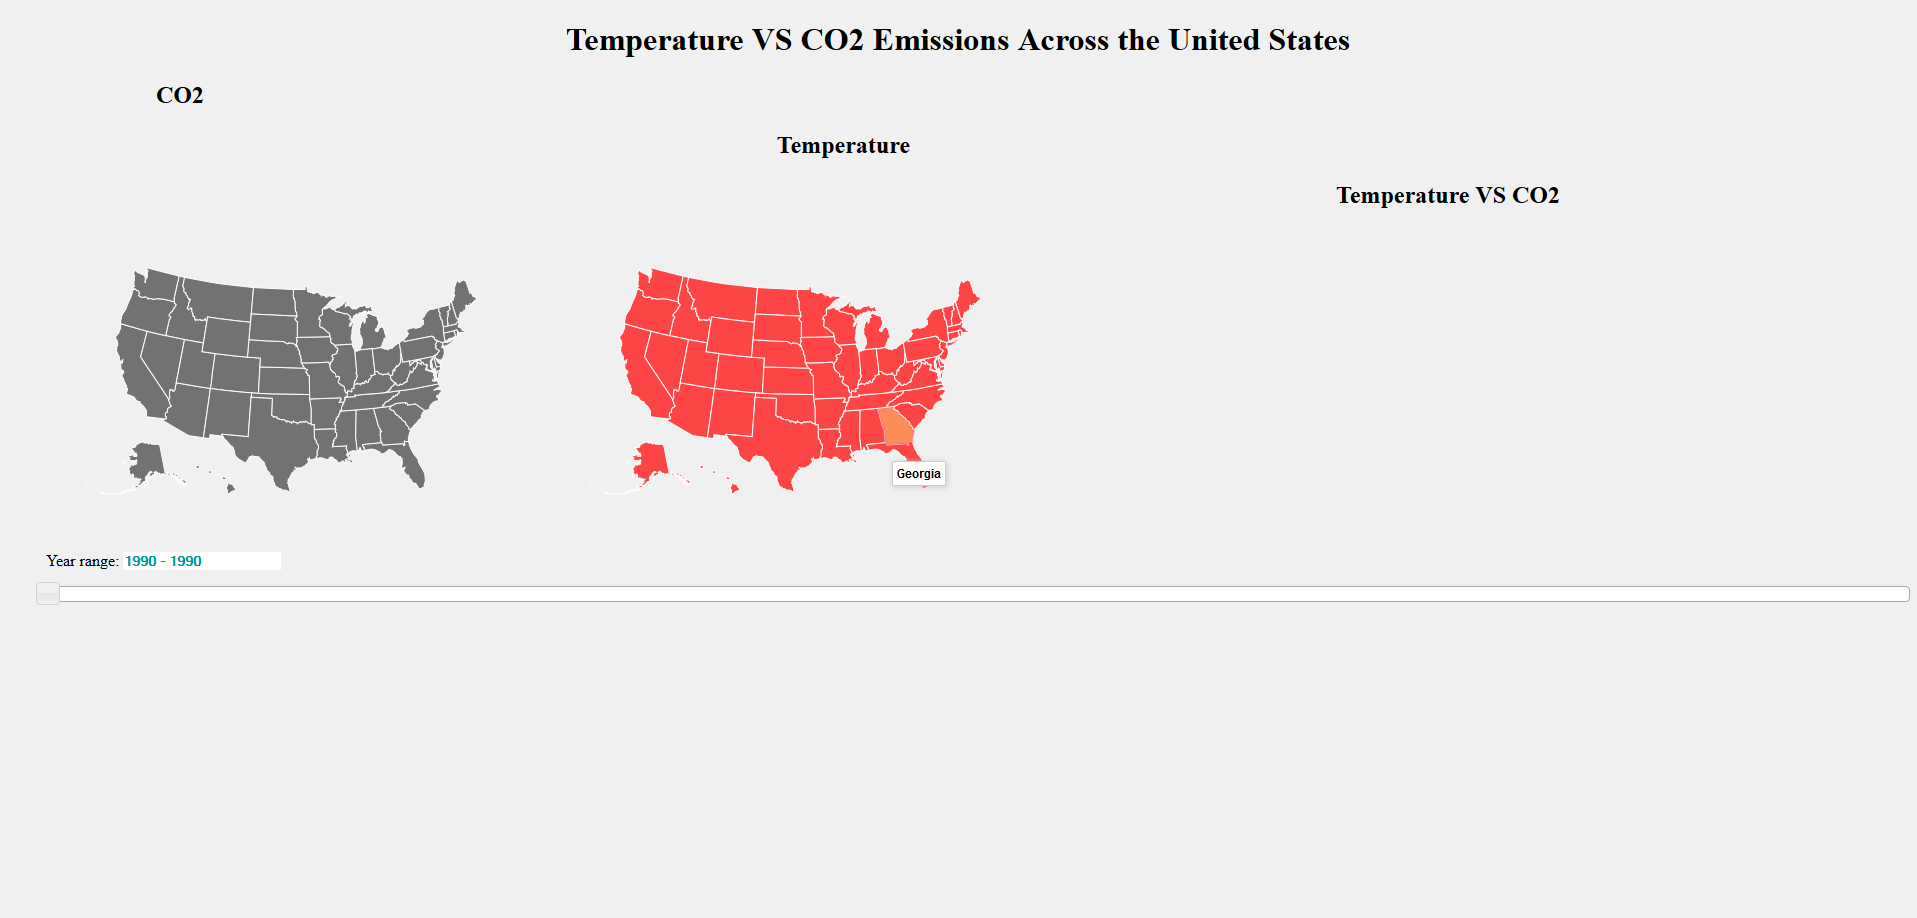 Temperature VS CO2 Emissions Across the United States
CO2
Temperature
Temperature VS CO2
Georgia
Year range: 1990 - 1990